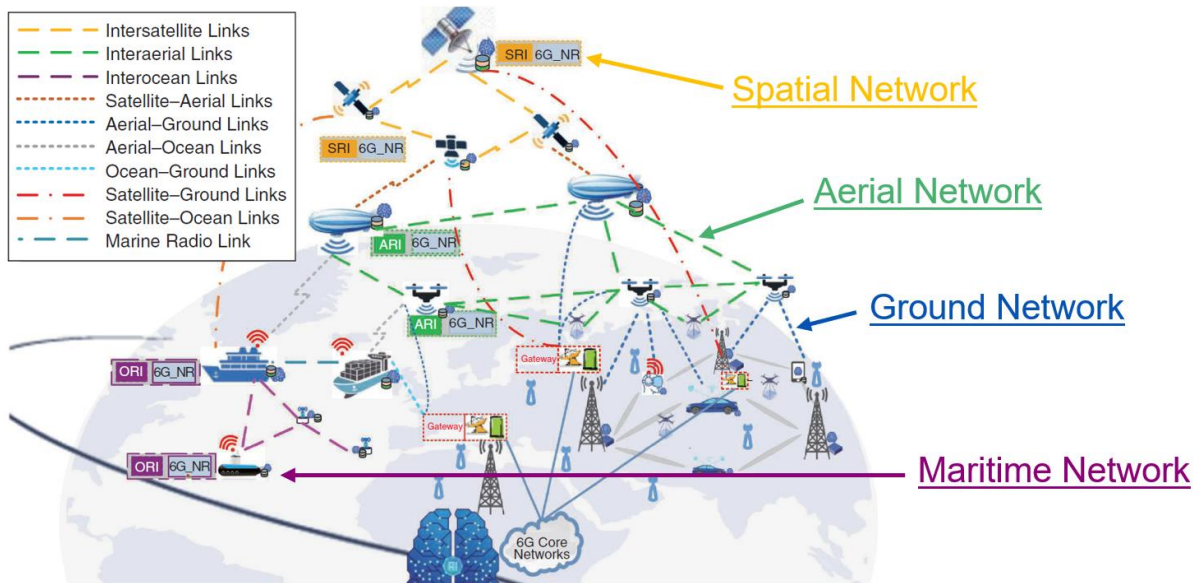 Intersatellite Links
Interaerial Links
Interocean Links
Satellite–Aerial Links
Aerial–Ground Links
Aerial–Ocean Links
Ocean–Ground Links
Satellite–Ground Links
Satellite–Ocean Links
Marine Radio Link
SRI 6G_NR
Spatial Network
SRI 6G_NR
Aerial Network
ARI 6G_NR
Ground Network
ARI 6G_NR
Gateway
ORI 6G_NR
Gateway
ORI 6G_NR
Maritime Network
6G Core
Networks